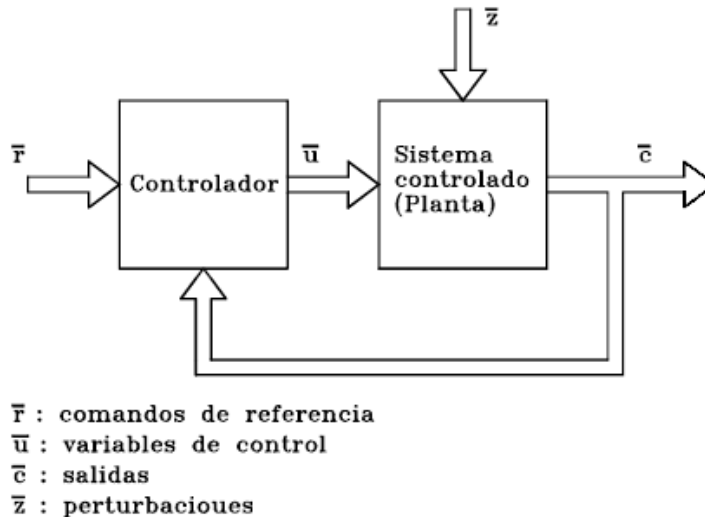 z̅
r̅
u̅
c̅
Controlador
Sistema
controlado
(Planta)
r̅ : comandos de referencia
u̅ : variables de control
c̅ : salidas
z̅ : perturbacioues